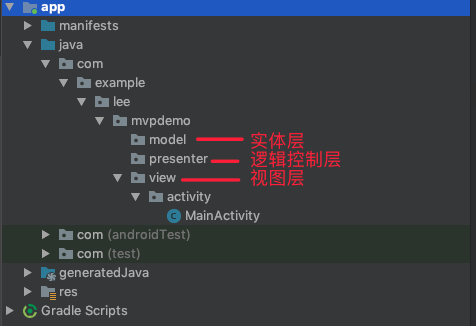 app
manifests
java
com
example
lee
mvpdemo
model 实体层
presenter 逻辑控制层
view 视图层
activity
C MainActivity
com (androidTest)
com (test)
generatedJava
res
Gradle Scripts